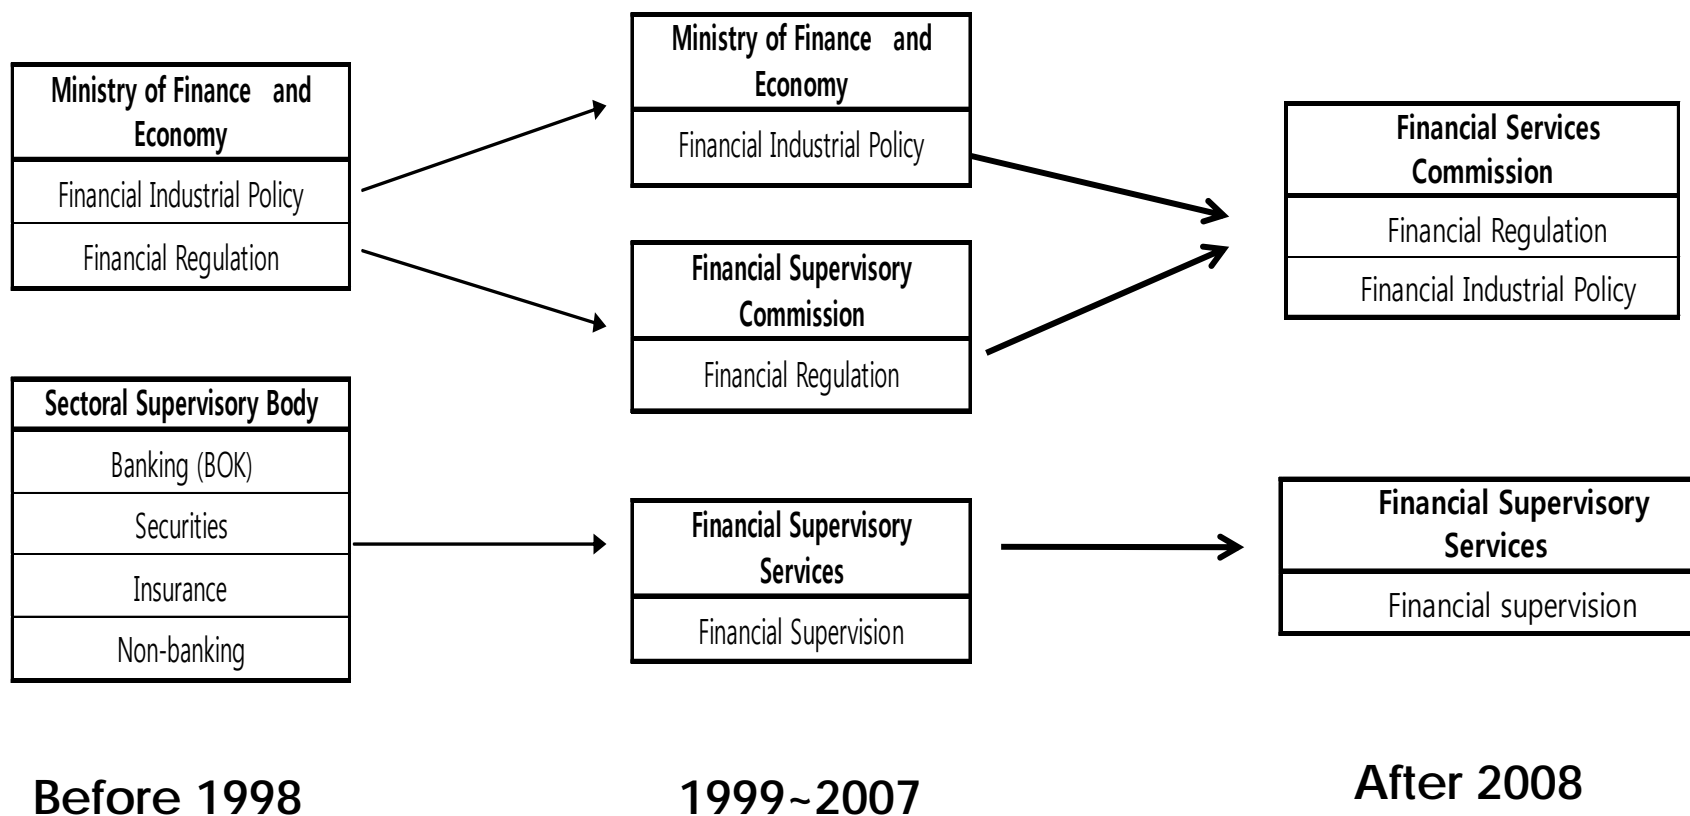 Ministry of Finance and
Economy
Financial Industrial Policy
Financial Regulation
Sectoral Supervisory Body
Banking (BOK)
Securities
Insurance
Non-banking
Before 1998
Ministry of Finance and
Economy
Financial Industrial Policy
Financial Supervisory
Commission
Financial Regulation
Financial Supervisory
Services
Financial Supervision
1999~2007
Financial Services
Commission
Financial Regulation
Financial Industrial Policy
Financial Supervisory
Services
Financial supervision
After 2008